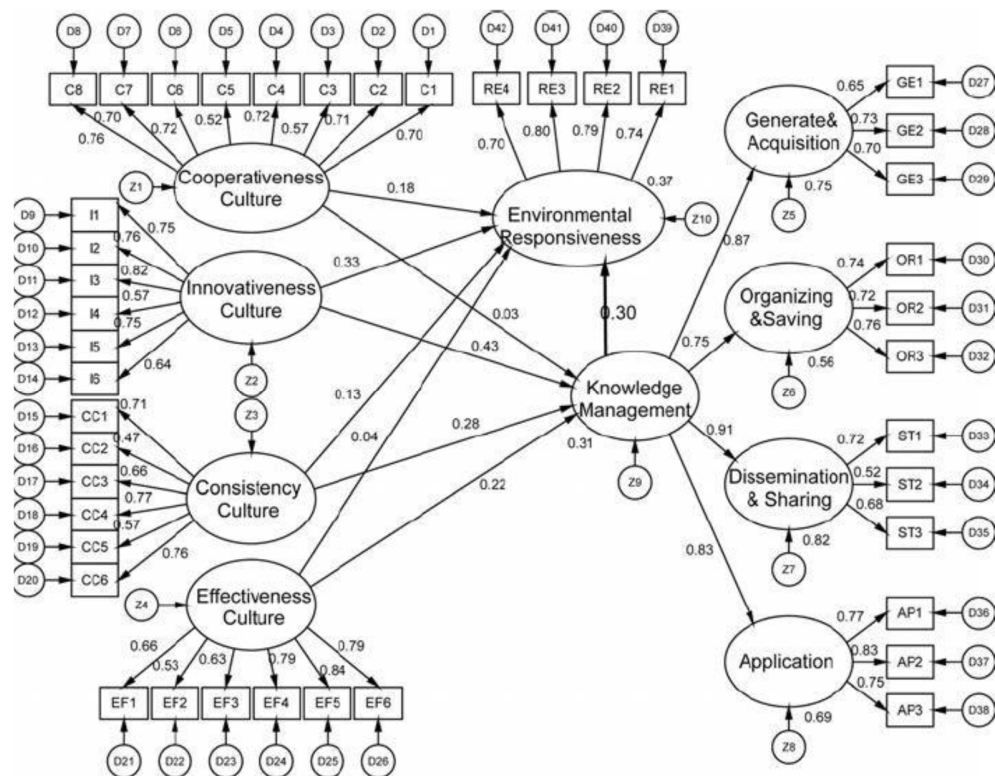 D8 D7 D6 D5 D4 D3 D2 D1
C8 C7 C6 C5 C4 C3 C2 C1
0.76 0.70 0.72 0.52 0.72 0.57 0.71 0.70
Z1
Cooperativeness
Culture
D42 D41 D40 D39
RE4 RE3 RE2 RE1
0.70 0.80 0.79 0.74
0.37
Environmental
Responsiveness
Z10
0.18
0.33
0.03
0.43
0.13
0.04
0.28
0.22
0.30
D9 I1 0.75
D10 I2 0.76
D11 I3 0.82
D12 I4 0.57
D13 I5 0.75
D14 I6 0.64
Innovativeness
Culture
Z2
Z3
D15 CC1 0.71
D16 CC2 0.47
D17 CC3 0.66
D18 CC4 0.77
D19 CC5 0.57
D20 CC6 0.76
Consistency
Culture
Z4
Effectiveness
Culture
0.66 0.53 0.63 0.79 0.84 0.79
EF1 EF2 EF3 EF4 EF5 EF6
D21 D22 D23 D24 D25 D26
Knowledge
Management
0.31
Z9
0.87
0.75
0.91
0.83
Generate&
Acquisition
0.75
Z5
0.65 GE1 D27
0.73 GE2 D28
0.70 GE3 D29
Organizing
&Saving
0.56
Z6
0.74 OR1 D30
0.72 OR2 D31
0.76 OR3 D32
Dissemination
& Sharing
0.82
Z7
0.72 ST1 D33
0.52 ST2 D34
0.68 ST3 D35
Application
0.69
Z8
0.77 AP1 D36
0.83 AP2 D37
0.75 AP3 D38